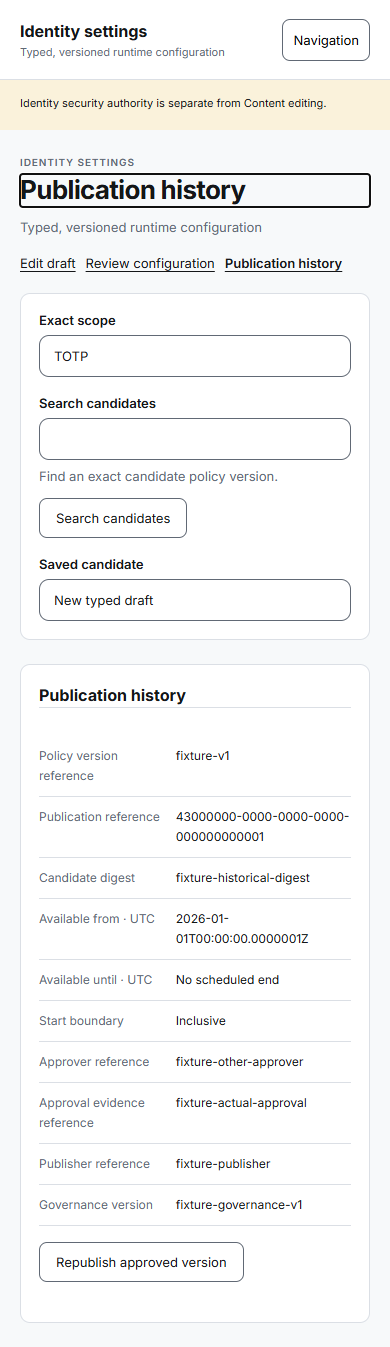 Identity settings
Typed, versioned runtime configuration
Navigation
Identity security authority is separate from Content editing.
IDENTITY SETTINGS
Publication history
Typed, versioned runtime configuration
Edit draft Review configuration Publication history
Exact scope
TOTP
Search candidates
Find an exact candidate policy version.
Search candidates
Saved candidate
New typed draft
Publication history
Policy version reference
fixture-v1
Publication reference
43000000-0000-0000-0000-
000000000001
Candidate digest
fixture-historical-digest
Available from · UTC
2026-01-
01T00:00:00.0000001Z
Available until · UTC
No scheduled end
Start boundary
Inclusive
Approver reference
fixture-other-approver
Approval evidence reference
fixture-actual-approval
Publisher reference
fixture-publisher
Governance version
fixture-governance-v1
Republish approved version